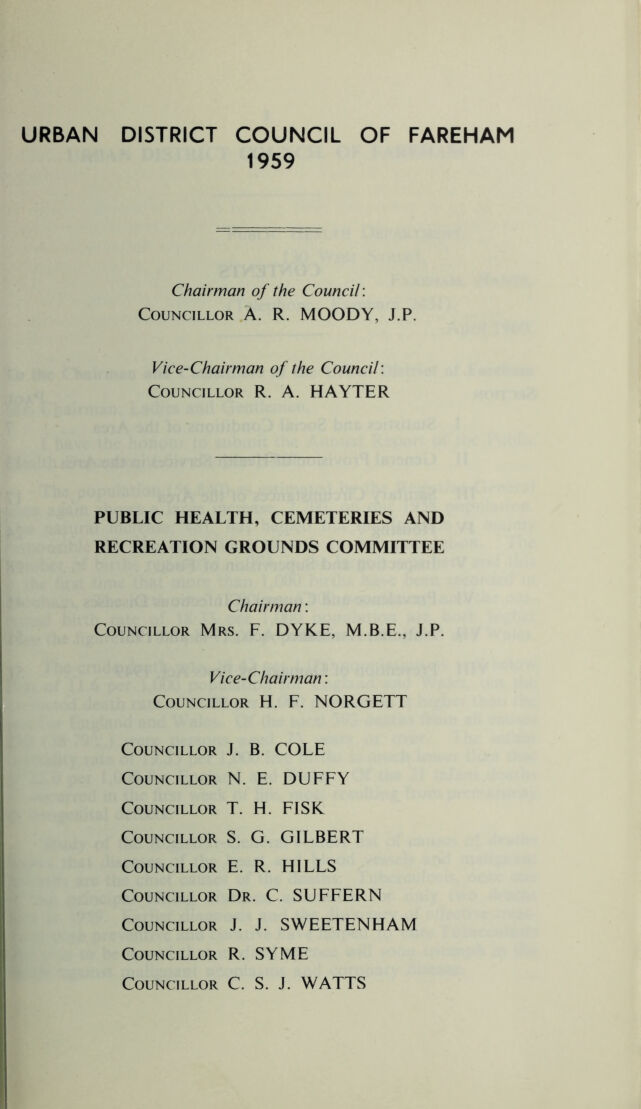 URBAN DISTRICT COUNCIL OF FAREHAM
1959
Chairman of the Council:
COUNCILLOR A. R. MOODY, J.P.
Vice-Chairman of the Council:
COUNCILLOR R. A. HAYTER
PUBLIC HEALTH, CEMETERIES AND
RECREATION GROUNDS COMMITTEE
Chairman:
COUNCILLOR MRS. F. DYKE, M.B.E., J.P.
Vice-Chairman:
COUNCILLOR H. F. NORGETT
COUNCILLOR J. B. COLE
COUNCILLOR N. E. DUFFY
COUNCILLOR T. H. FISK
COUNCILLOR S. G. GILBERT
COUNCILLOR E. R. HILLS
COUNCILLOR DR. C. SUFFERN
COUNCILLOR J. J. SWEETENHAM
COUNCILLOR R. SYME
COUNCILLOR C. S. J. WATTS